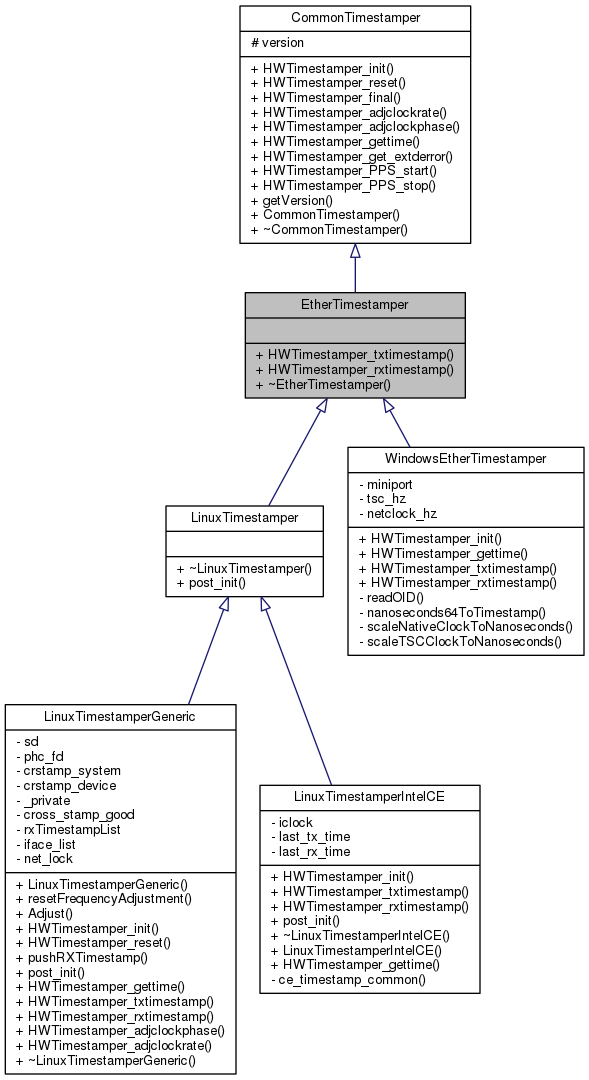 CommonTimestamper
# version
+ HWTimestamper_init()
+ HWTimestamper_reset()
+ HWTimestamper_final()
+ HWTimestamper_adjclockrate()
+ HWTimestamper_adjclockphase()
+ HWTimestamper_gettime()
+ HWTimestamper_get_extderror()
+ HWTimestamper_PPS_start()
+ HWTimestamper_PPS_stop()
+ getVersion()
+ CommonTimestamper()
+ ~CommonTimestamper()
EtherTimestamper
+ HWTimestamper_txtimestamp()
+ HWTimestamper_rxtimestamp()
+ ~EtherTimestamper()
LinuxTimestamper
+ ~LinuxTimestamper()
+ post_init()
WindowsEtherTimestamper
- miniport
- tsc_hz
- netclock_hz
+ HWTimestamper_init()
+ HWTimestamper_gettime()
+ HWTimestamper_txtimestamp()
+ HWTimestamper_rxtimestamp()
- readOID()
- nanoseconds64ToTimestamp()
- scaleNativeClockToNanoseconds()
- scaleTSCClockToNanoseconds()
LinuxTimestamperGeneric
- sd
- phc_fd
- crstamp_system
- crstamp_device
- _private
- cross_stamp_good
- rxTimestampList
- iface_list
- net_lock
+ LinuxTimestamperGeneric()
+ resetFrequencyAdjustment()
+ Adjust()
+ HWTimestamper_init()
+ HWTimestamper_reset()
+ pushRXTimestamp()
+ post_init()
+ HWTimestamper_gettime()
+ HWTimestamper_txtimestamp()
+ HWTimestamper_rxtimestamp()
+ HWTimestamper_adjclockphase()
+ HWTimestamper_adjclockrate()
+ ~LinuxTimestamperGeneric()
LinuxTimestamperIntelCE
- iclock
- last_tx_time
- last_rx_time
+ HWTimestamper_init()
+ HWTimestamper_txtimestamp()
+ HWTimestamper_rxtimestamp()
+ post_init()
+ ~LinuxTimestamperIntelCE()
+ LinuxTimestamperIntelCE()
+ HWTimestamper_gettime()
- ce_timestamp_common()